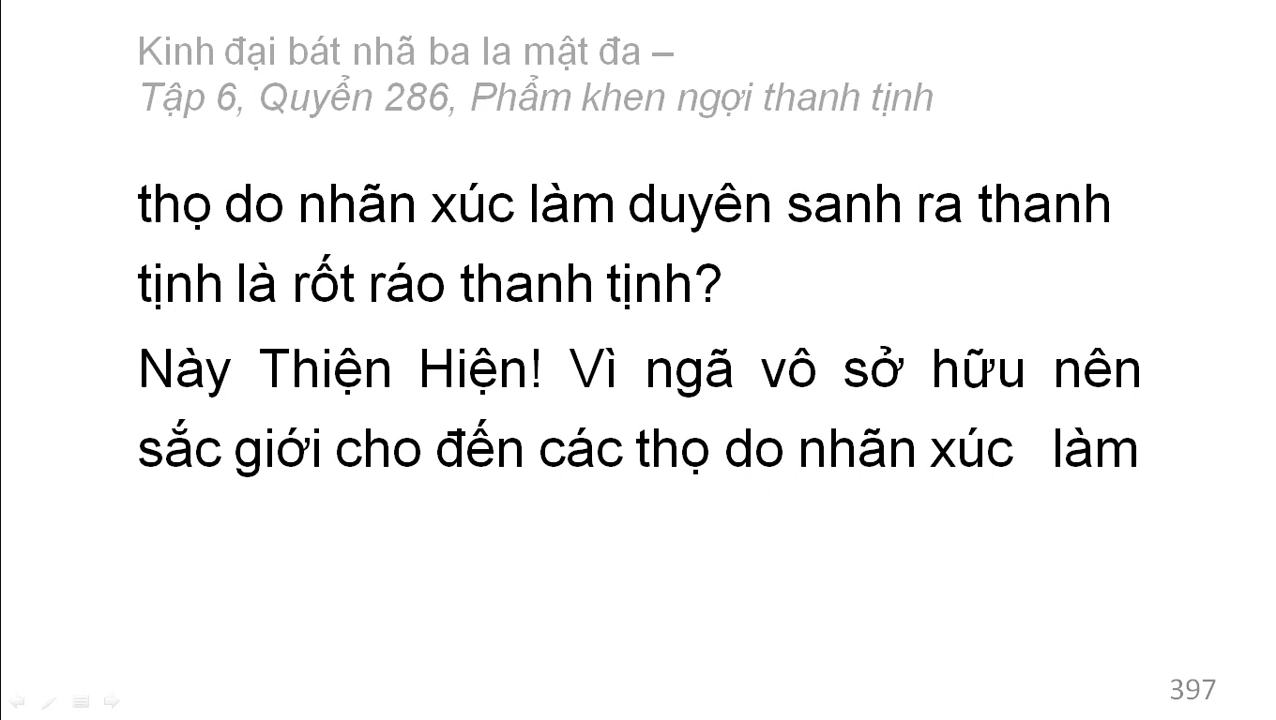 Kinh đại bát nhã ba la mật đa –
Tập 6, Quyển 286, Phẩm khen ngợi thanh tịnh
thọ do nhãn xúc làm duyên sanh ra thanh
tịnh là rốt ráo thanh tịnh?
Này Thiện Hiện! Vì ngã vô sở hữu nên
sắc giới cho đến các thọ do nhãn xúc làm
397